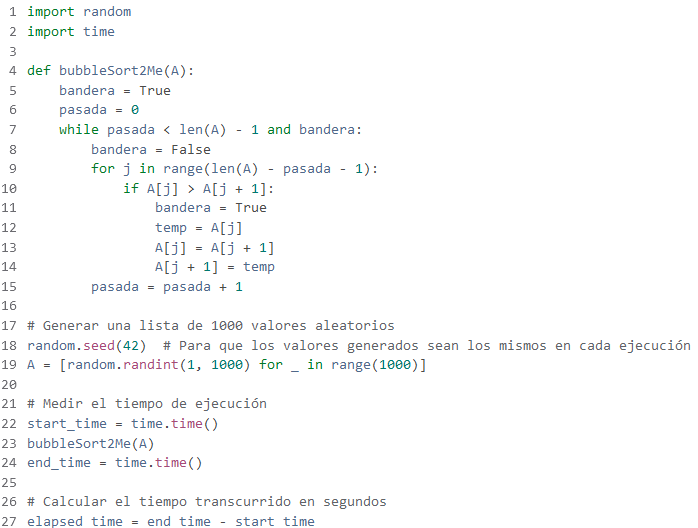 1 import random
2 import time
3
4 def bubbleSort2Me(A):
5     bandera = True
6     pasada = 0
7     while pasada < len(A) - 1 and bandera:
8         bandera = False
9         for j in range(len(A) - pasada - 1):
10             if A[j] > A[j + 1]:
11                 bandera = True
12                 temp = A[j]
13                 A[j] = A[j + 1]
14                 A[j + 1] = temp
15         pasada = pasada + 1
16
17 # Generar una lista de 1000 valores aleatorios
18 random.seed(42)  # Para que los valores generados sean los mismos en cada ejecución
19 A = [random.randint(1, 1000) for _ in range(1000)]
20
21 # Medir el tiempo de ejecución
22 start_time = time.time()
23 bubbleSort2Me(A)
24 end_time = time.time()
25
26 # Calcular el tiempo transcurrido en segundos
27 elapsed_time = end_time - start_time